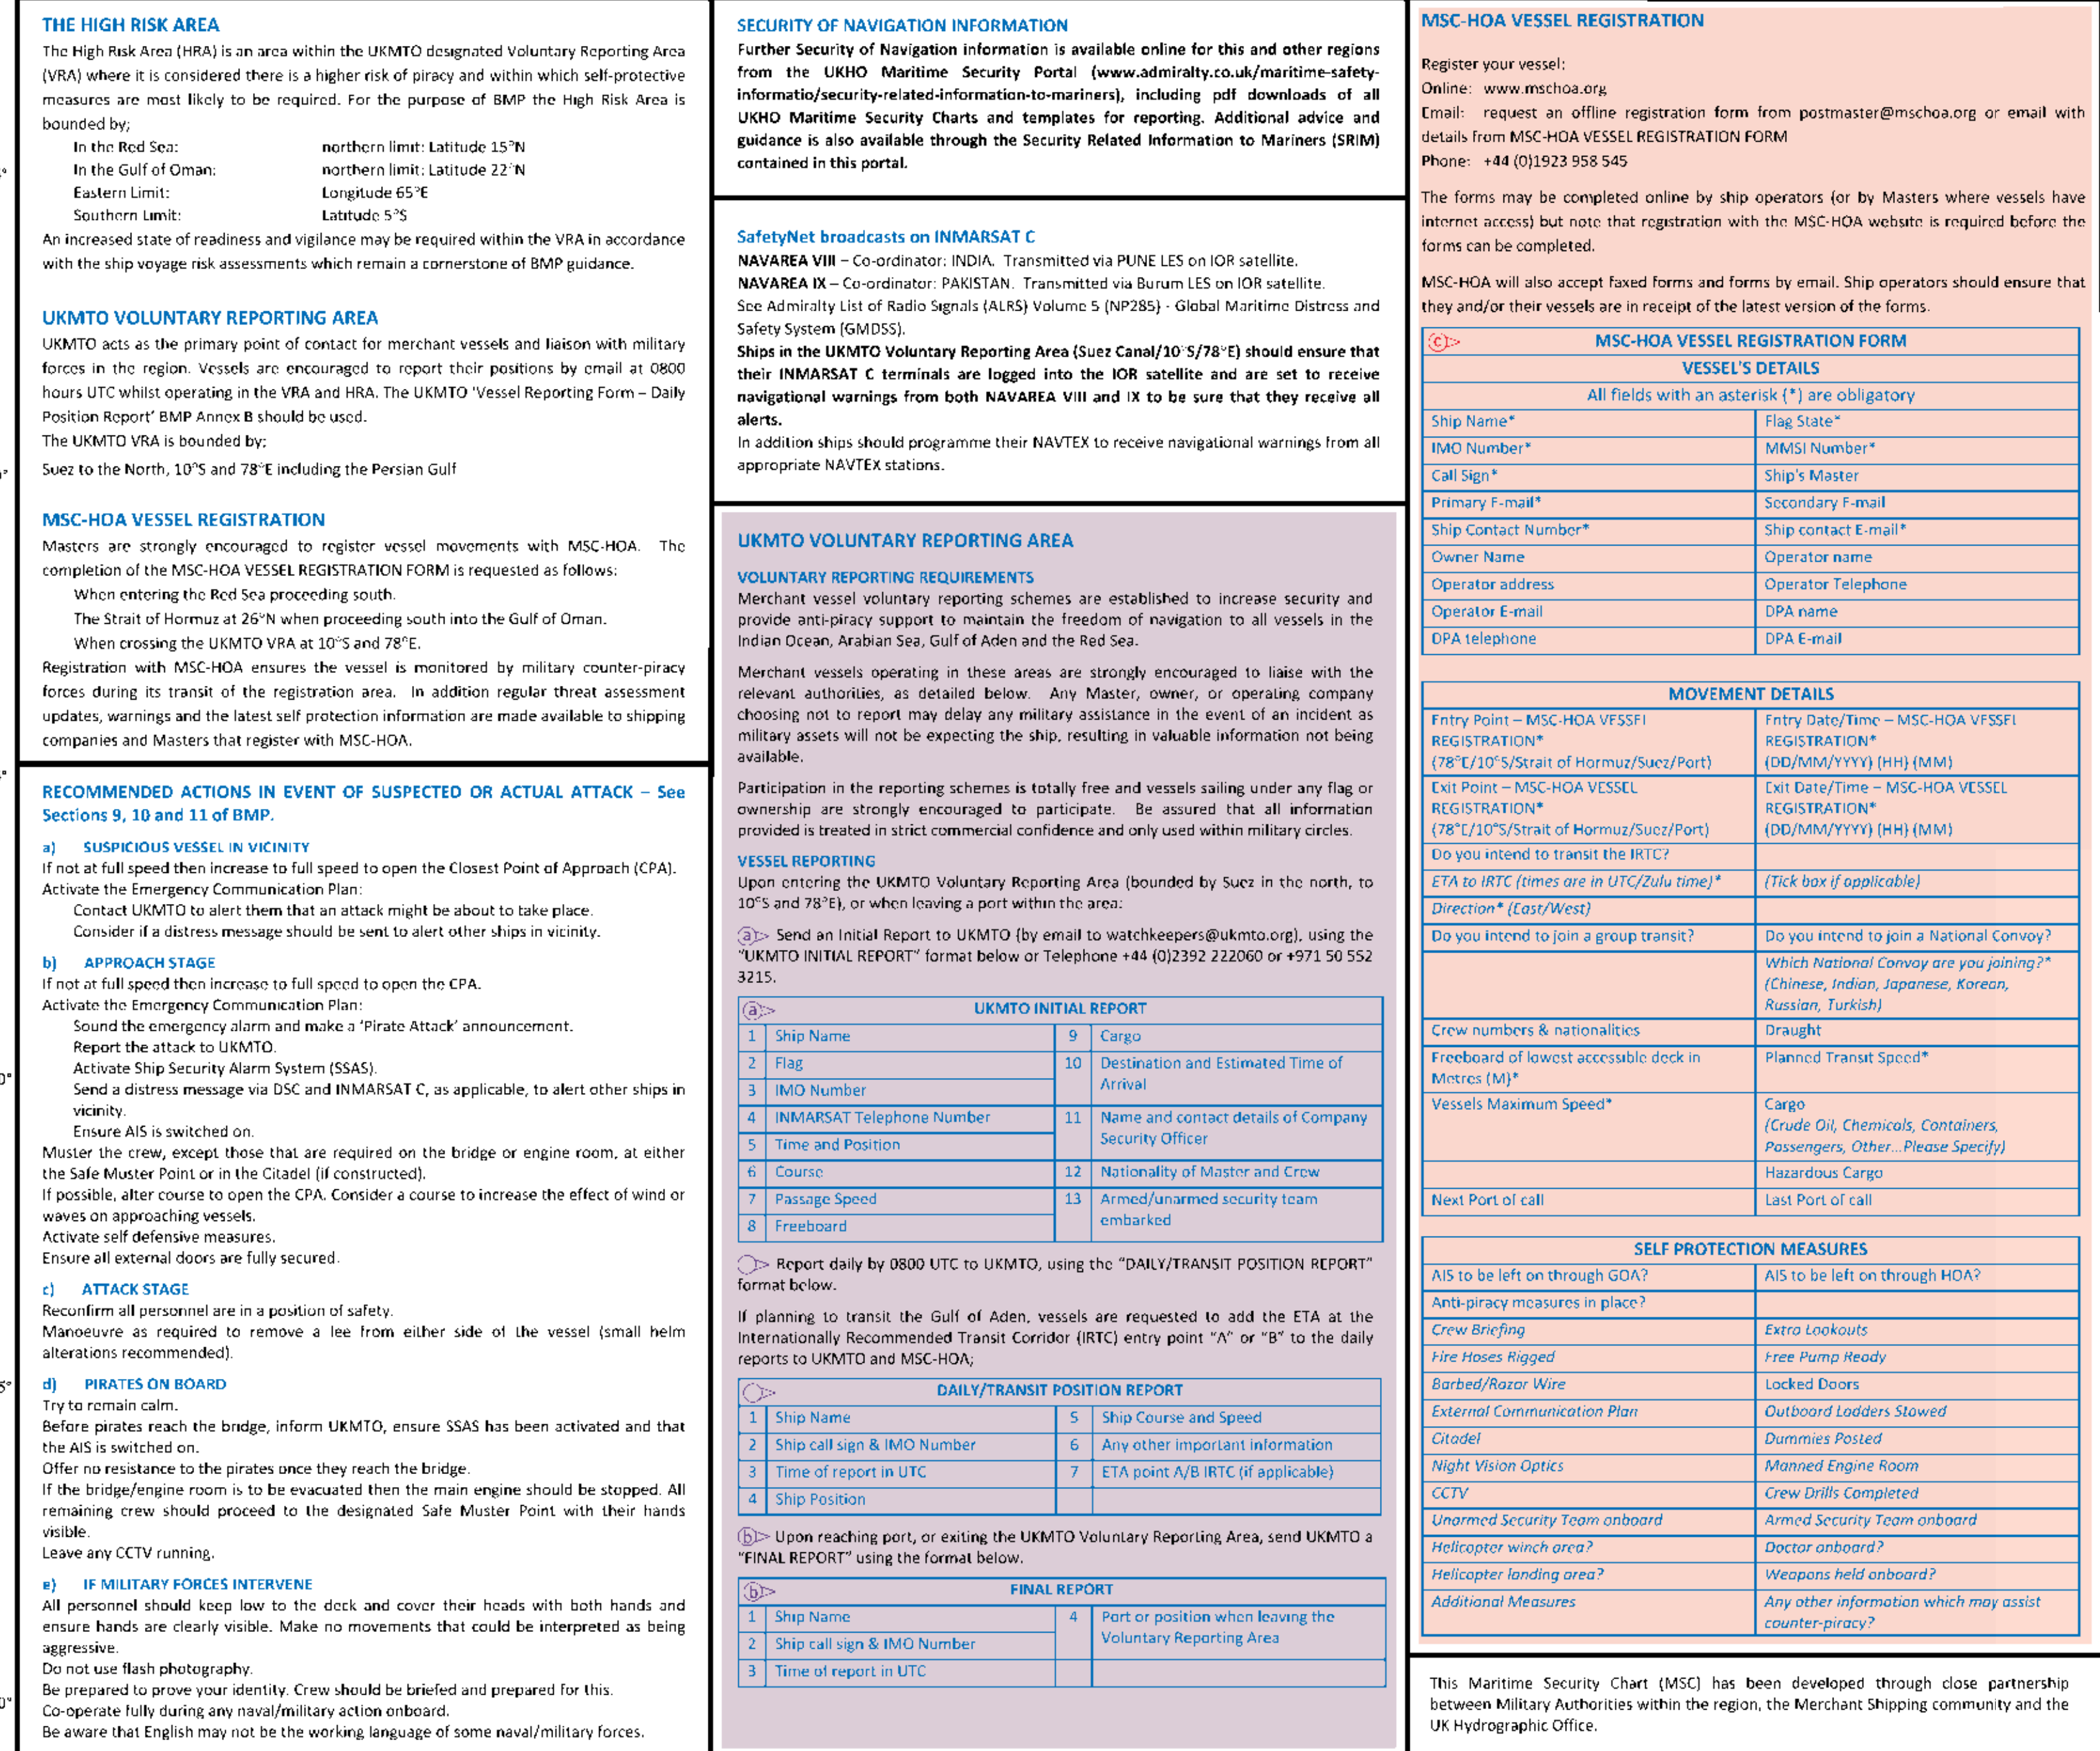 THE HIGH RISK AREA
The High Risk Area (HRA) is an area within the UKMTO designated Voluntary Reporting Area
(VRA) where it is considered there is a higher risk of piracy and within which self-protective
measures are most likely to be required. For the purpose of BMP the High Risk Area is
bounded by;
In the Red Sea: northern limit: Latitude 15°N
In the Gulf of Oman: northern limit: Latitude 22°N
Eastern Limit: Longitude 65°E
Southern Limit: Latitude 5°S
An increased state of readiness and vigilance may be required within the VRA in accordance
with the ship voyage risk assessments which remain a cornerstone of BMP guidance.
UKMTO VOLUNTARY REPORTING AREA
UKMTO acts as the primary point of contact for merchant vessels and liaison with military
forces in the region. Vessels are encouraged to report their positions by email at 0800
hours UTC whilst operating in the VRA and HRA. The UKMTO 'Vessel Reporting Form – Daily
Position Report' BMP Annex B should be used.
The UKMTO VRA is bounded by;
Suez to the North, 10°S and 78°E including the Persian Gulf
MSC-HOA VESSEL REGISTRATION
Masters are strongly encouraged to register vessel movements with MSC-HOA. The
completion of the MSC-HOA VESSEL REGISTRATION FORM is requested as follows:
When entering the Red Sea proceeding south.
The Strait of Hormuz at 26°N when proceeding south into the Gulf of Oman.
When crossing the UKMTO VRA at 10°S and 78°E.
Registration with MSC-HOA ensures the vessel is monitored by military counter-piracy
forces during its transit of the registration area. In addition regular threat assessment
updates, warnings and the latest self protection information are made available to shipping
companies and Masters that register with MSC-HOA.
RECOMMENDED ACTIONS IN EVENT OF SUSPECTED OR ACTUAL ATTACK – See
Sections 9, 10 and 11 of BMP.
a) SUSPICIOUS VESSEL IN VICINITY
If not at full speed then increase to full speed to open the Closest Point of Approach (CPA).
Activate the Emergency Communication Plan:
Contact UKMTO to alert them that an attack might be about to take place.
Consider if a distress message should be sent to alert other ships in vicinity.
b) APPROACH STAGE
If not at full speed then increase to full speed to open the CPA.
Activate the Emergency Communication Plan:
Sound the emergency alarm and make a 'Pirate Attack' announcement.
Report the attack to UKMTO.
Activate Ship Security Alarm System (SSAS).
Send a distress message via DSC and INMARSAT C, as applicable, to alert other ships in
vicinity.
Ensure AIS is switched on.
Muster the crew, except those that are required on the bridge or engine room, at either
the Safe Muster Point or in the Citadel (if constructed).
If possible, alter course to open the CPA. Consider a course to increase the effect of wind or
waves on approaching vessels.
Activate self defensive measures.
Ensure all external doors are fully secured.
c) ATTACK STAGE
Reconfirm all personnel are in a position of safety.
Manoeuvre as required to remove a lee from either side of the vessel (small helm
alterations recommended).
d) PIRATES ON BOARD
Try to remain calm.
Before pirates reach the bridge, inform UKMTO, ensure SSAS has been activated and that
the AIS is switched on.
Offer no resistance to the pirates once they reach the bridge.
If the bridge/engine room is to be evacuated then the main engine should be stopped. All
remaining crew should proceed to the designated Safe Muster Point with their hands
visible.
Leave any CCTV running.
e) IF MILITARY FORCES INTERVENE
All personnel should keep low to the deck and cover their heads with both hands and
ensure hands are clearly visible. Make no movements that could be interpreted as being
aggressive.
Do not use flash photography.
Be prepared to prove your identity. Crew should be briefed and prepared for this.
Co-operate fully during any naval/military action onboard.
Be aware that English may not be the working language of some naval/military forces.
SECURITY OF NAVIGATION INFORMATION
Further Security of Navigation information is available online for this and other regions
from the UKHO Maritime Security Portal (www.admiralty.co.uk/maritime-safety-
informatio/security-related-information-to-mariners), including pdf downloads of all
UKHO Maritime Security Charts and templates for reporting. Additional advice and
guidance is also available through the Security Related Information to Mariners (SRIM)
contained in this portal.
SafetyNet broadcasts on INMARSAT C
NAVAREA VIII – Co-ordinator: INDIA. Transmitted via PUNE LES on IOR satellite.
NAVAREA IX – Co-ordinator: PAKISTAN. Transmitted via Burum LES on IOR satellite.
See Admiralty List of Radio Signals (ALRS) Volume 5 (NP285) - Global Maritime Distress and
Safety System (GMDSS).
Ships in the UKMTO Voluntary Reporting Area (Suez Canal/10°S/78°E) should ensure that
their INMARSAT C terminals are logged into the IOR satellite and are set to receive
navigational warnings from both NAVAREA VIII and IX to be sure that they receive all
alerts.
In addition ships should programme their NAVTEX to receive navigational warnings from all
appropriate NAVTEX stations.
UKMTO VOLUNTARY REPORTING AREA
VOLUNTARY REPORTING REQUIREMENTS
Merchant vessel voluntary reporting schemes are established to increase security and
provide anti-piracy support to maintain the freedom of navigation to all vessels in the
Indian Ocean, Arabian Sea, Gulf of Aden and the Red Sea.
Merchant vessels operating in these areas are strongly encouraged to liaise with the
relevant authorities, as detailed below. Any Master, owner, or operating company
choosing not to report may delay any military assistance in the event of an incident as
military assets will not be expecting the ship, resulting in valuable information not being
available.
Participation in the reporting schemes is totally free and vessels sailing under any flag or
ownership are strongly encouraged to participate. Be assured that all information
provided is treated in strict commercial confidence and only used within military circles.
VESSEL REPORTING
Upon entering the UKMTO Voluntary Reporting Area (bounded by Suez in the north, to
10°S and 78°E), or when leaving a port within the area:
a Send an Initial Report to UKMTO (by email to watchkeepers@ukmto.org), using the
"UKMTO INITIAL REPORT" format below or Telephone +44 (0)2392 222060 or +971 50 552
3215.
a UKMTO INITIAL REPORT
1 Ship Name 9 Cargo
2 Flag 10 Destination and Estimated Time of
Arrival
3 IMO Number
4 INMARSAT Telephone Number 11 Name and contact details of Company
Security Officer
5 Time and Position
6 Course 12 Nationality of Master and Crew
7 Passage Speed 13 Armed/unarmed security team
embarked
8 Freeboard
Report daily by 0800 UTC to UKMTO, using the "DAILY/TRANSIT POSITION REPORT"
format below.
If planning to transit the Gulf of Aden, vessels are requested to add the ETA at the
Internationally Recommended Transit Corridor (IRTC) entry point "A" or "B" to the daily
reports to UKMTO and MSC-HOA;
DAILY/TRANSIT POSITION REPORT
1 Ship Name 5 Ship Course and Speed
2 Ship call sign & IMO Number 6 Any other important information
3 Time of report in UTC 7 ETA point A/B IRTC (if applicable)
4 Ship Position
b Upon reaching port, or exiting the UKMTO Voluntary Reporting Area, send UKMTO a
"FINAL REPORT" using the format below.
b FINAL REPORT
1 Ship Name 4 Port or position when leaving the
Voluntary Reporting Area
2 Ship call sign & IMO Number
3 Time of report in UTC
MSC-HOA VESSEL REGISTRATION
Register your vessel:
Online: www.mschoa.org
Email: request an offline registration form from postmaster@mschoa.org or email with
details from MSC-HOA VESSEL REGISTRATION FORM
Phone: +44 (0)1923 958 545
The forms may be completed online by ship operators (or by Masters where vessels have
internet access) but note that registration with the MSC-HOA website is required before the
forms can be completed.
MSC-HOA will also accept faxed forms and forms by email. Ship operators should ensure that
they and/or their vessels are in receipt of the latest version of the forms.
c MSC-HOA VESSEL REGISTRATION FORM
VESSEL'S DETAILS
All fields with an asterisk (*) are obligatory
Ship Name* Flag State*
IMO Number* MMSI Number*
Call Sign* Ship's Master
Primary E-mail* Secondary E-mail
Ship Contact Number* Ship contact E-mail*
Owner Name Operator name
Operator address Operator Telephone
Operator E-mail DPA name
DPA telephone DPA E-mail
MOVEMENT DETAILS
Entry Point – MSC-HOA VESSEL
REGISTRATION*
(78°E/10°S/Strait of Hormuz/Suez/Port)
Entry Date/Time – MSC-HOA VESSEL
REGISTRATION*
(DD/MM/YYYY) (HH) (MM)
Exit Point – MSC-HOA VESSEL
REGISTRATION*
(78°E/10°S/Strait of Hormuz/Suez/Port)
Exit Date/Time – MSC-HOA VESSEL
REGISTRATION*
(DD/MM/YYYY) (HH) (MM)
Do you intend to transit the IRTC?
ETA to IRTC (times are in UTC/Zulu time)* (Tick box if applicable)
Direction* (East/West)
Do you intend to join a group transit? Do you intend to join a National Convoy?
Which National Convoy are you joining?*
(Chinese, Indian, Japanese, Korean,
Russian, Turkish)
Crew numbers & nationalities Draught
Freeboard of lowest accessible deck in
Metres (M)*
Planned Transit Speed*
Vessels Maximum Speed* Cargo
(Crude Oil, Chemicals, Containers,
Passengers, Other...Please Specify)
Hazardous Cargo
Next Port of call Last Port of call
SELF PROTECTION MEASURES
AIS to be left on through GOA? AIS to be left on through HOA?
Anti-piracy measures in place?
Crew Briefing Extra Lookouts
Fire Hoses Rigged Free Pump Ready
Barbed/Razor Wire Locked Doors
External Communication Plan Outboard Ladders Stowed
Citadel Dummies Posted
Night Vision Optics Manned Engine Room
CCTV Crew Drills Completed
Unarmed Security Team onboard Armed Security Team onboard
Helicopter winch area? Doctor onboard?
Helicopter landing area? Weapons held onboard?
Additional Measures Any other information which may assist
counter-piracy?
This Maritime Security Chart (MSC) has been developed through close partnership
between Military Authorities within the region, the Merchant Shipping community and the
UK Hydrographic Office.